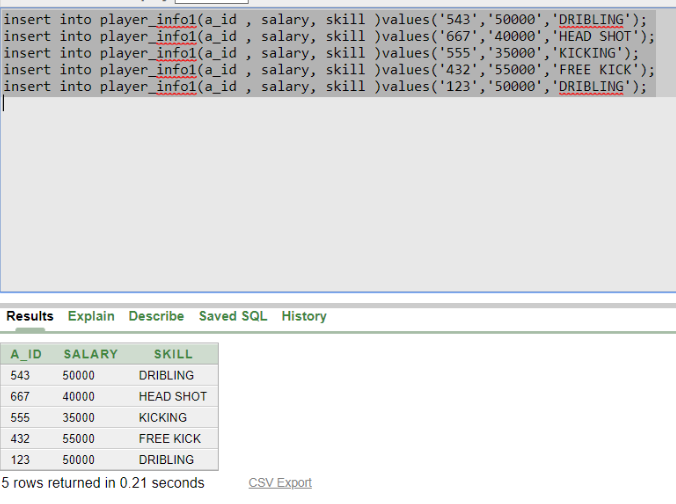 insert into player_info1(a_id , salary, skill )values('543','50000','DRIBLING');
insert into player_info1(a_id , salary, skill )values('667','40000','HEAD SHOT');
insert into player_info1(a_id , salary, skill )values('555','35000','KICKING');
insert into player_info1(a_id , salary, skill )values('432','55000','FREE KICK');
insert into player_info1(a_id , salary, skill )values('123','50000','DRIBLING');
Results Explain Describe Saved SQL History
A_ID SALARY SKILL
543 50000 DRIBLING
667 40000 HEAD SHOT
555 35000 KICKING
432 55000 FREE KICK
123 50000 DRIBLING
5 rows returned in 0.21 seconds CSV Export